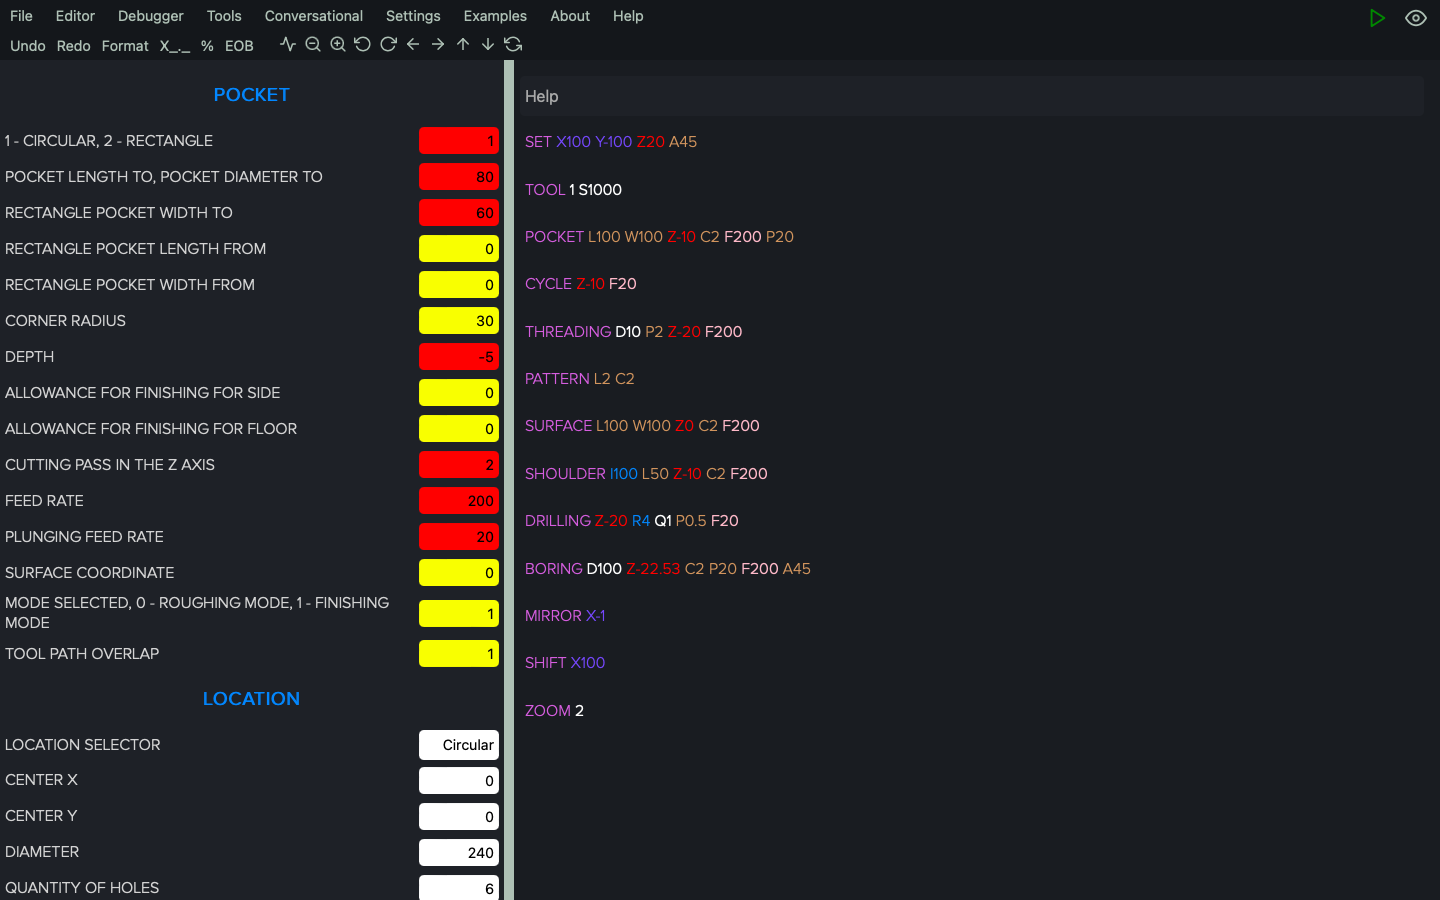 File Editor Debugger Tools Conversational Settings Examples About Help
Undo Redo Format X_._ % EOB
POCKET
1 - CIRCULAR, 2 - RECTANGLE 1
POCKET LENGTH TO, POCKET DIAMETER TO 80
RECTANGLE POCKET WIDTH TO 60
RECTANGLE POCKET LENGTH FROM 0
RECTANGLE POCKET WIDTH FROM 0
CORNER RADIUS 30
DEPTH -5
ALLOWANCE FOR FINISHING FOR SIDE 0
ALLOWANCE FOR FINISHING FOR FLOOR 0
CUTTING PASS IN THE Z AXIS 2
FEED RATE 200
PLUNGING FEED RATE 20
SURFACE COORDINATE 0
MODE SELECTED, 0 - ROUGHING MODE, 1 - FINISHING
MODE 1
TOOL PATH OVERLAP 1
LOCATION
LOCATION SELECTOR Circular
CENTER X 0
CENTER Y 0
DIAMETER 240
QUANTITY OF HOLES 6
Help
SET X100 Y-100 Z20 A45
TOOL 1 S1000
POCKET L100 W100 Z-10 C2 F200 P20
CYCLE Z-10 F20
THREADING D10 P2 Z-20 F200
PATTERN L2 C2
SURFACE L100 W100 Z0 C2 F200
SHOULDER I100 L50 Z-10 C2 F200
DRILLING Z-20 R4 Q1 P0.5 F20
BORING D100 Z-22.53 C2 P20 F200 A45
MIRROR X-1
SHIFT X100
ZOOM 2